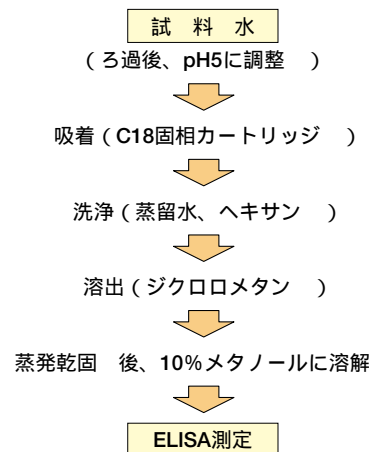 試 料 水
（ろ過後、pH5に調整 ）
吸着（C18固相カートリッジ ）
洗浄（蒸留水、ヘキサン ）
溶出（ジクロロメタン ）
蒸発乾固 後、10％メタノールに溶解
ELISA測定